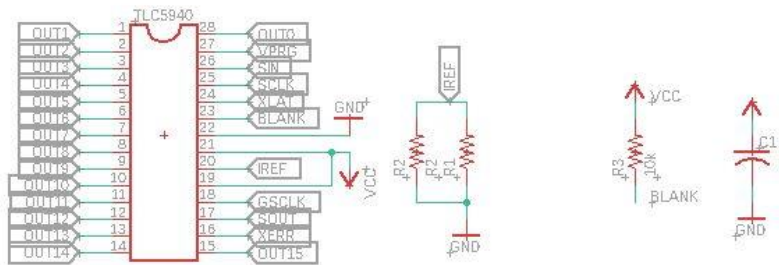 TLC5940
OUT1 1 28 OUT0
OUT2 2 27 VPRG
OUT3 3 26 SIN
OUT4 4 25 SCLK
OUT5 5 24 XLAT
OUT6 6 23 BLANK
OUT7 7 22 GND
OUT8 8 21
OUT9 9 20 IREF
OUT10 10 19 VCC
OUT11 11 18 GSCLK
OUT12 12 17 SOUT
OUT13 13 16 XERR
OUT14 14 15 OUT15
IREF
R2 R2 R1
GND
VCC
R3 10k
BLANK
C1
GND